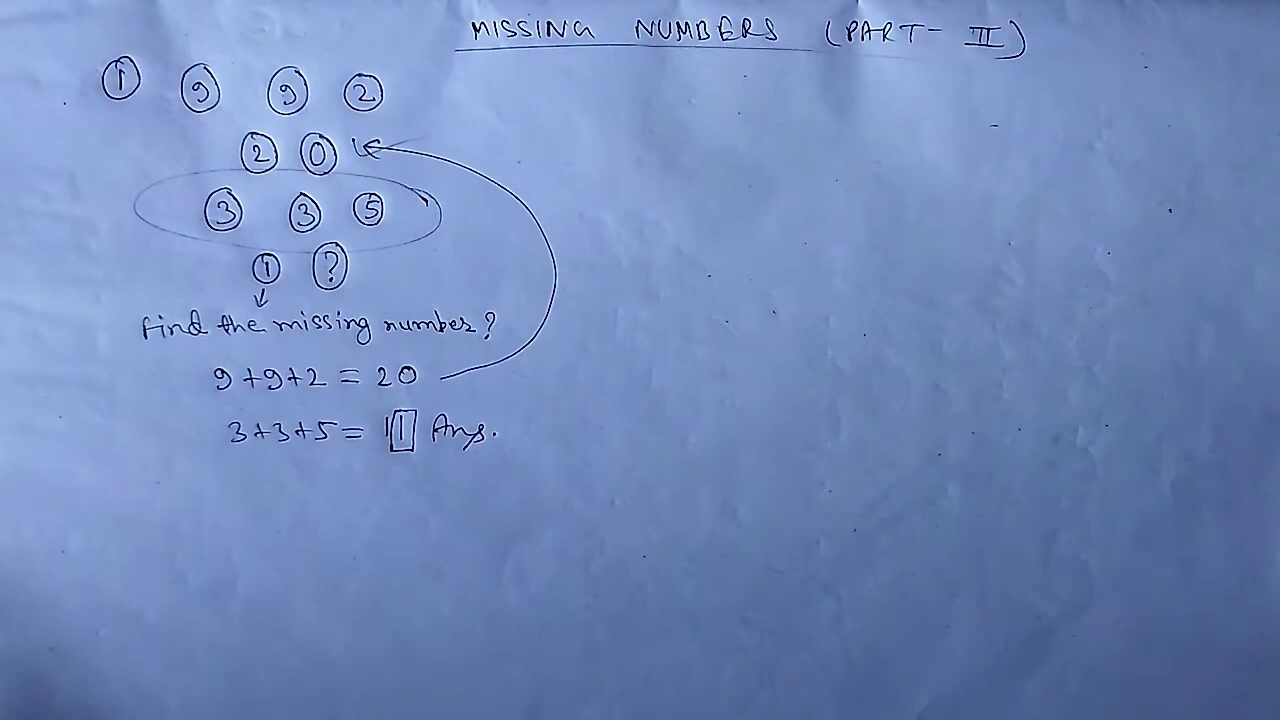 MISSING NUMBERS (PART- II)
1 9 9 2
2 0
3 3 5
1 ?
Find the missing number?
9+9+2 = 20
3+3+5 = 11 Ans.